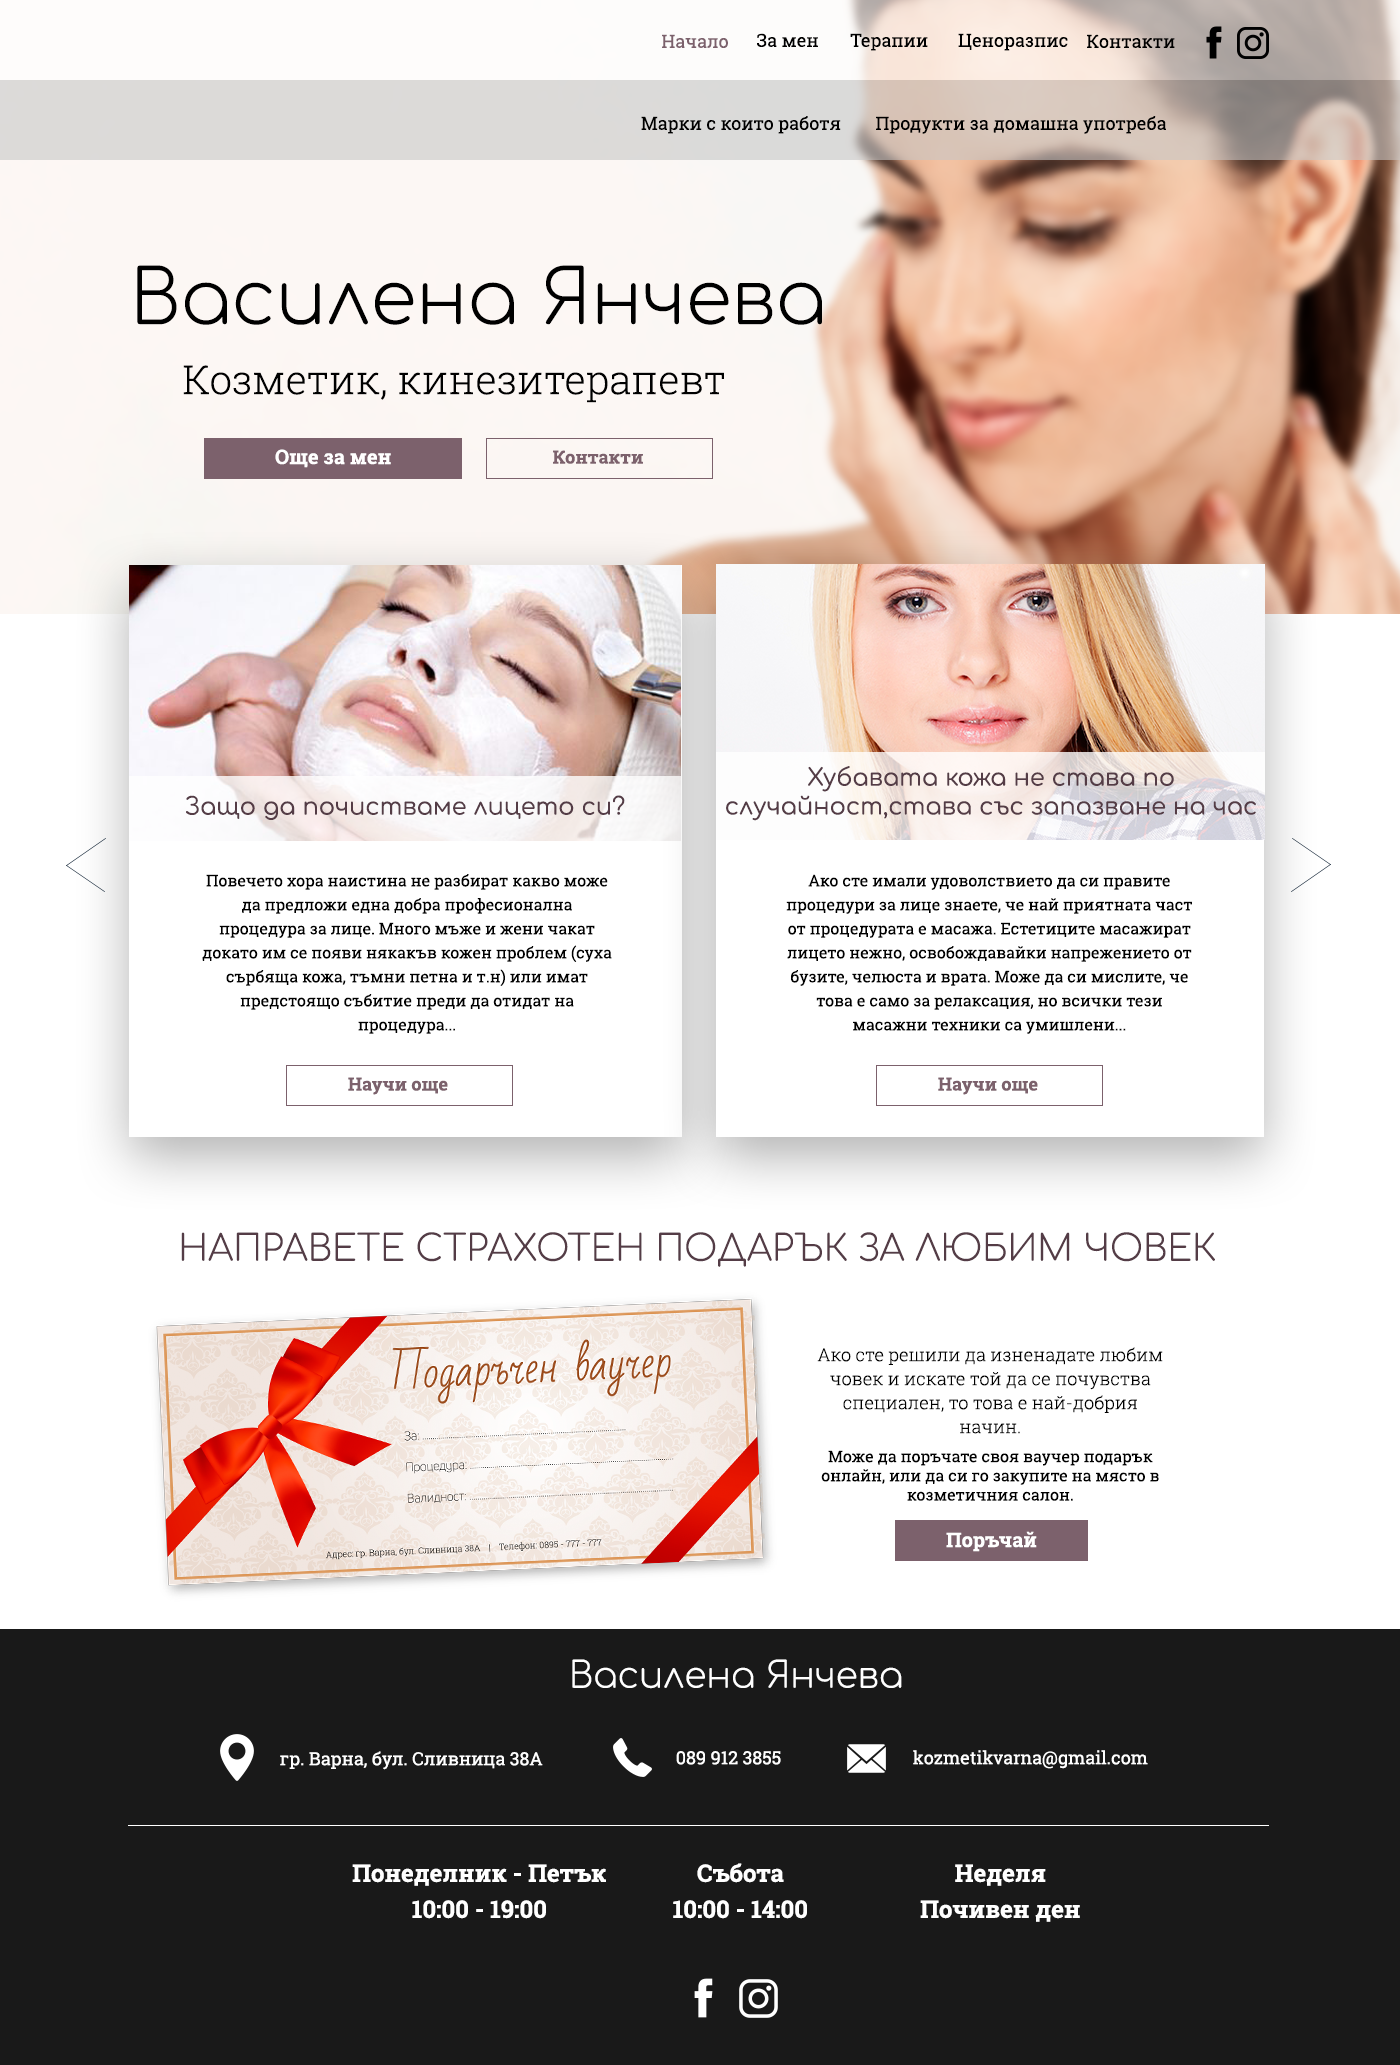 Начало За мен Терапии Ценоразпис Контакти
Марки с които работя Продукти за домашна употреба
Василена Янчева
Козметик, кинезитерапевт
Още за мен Контакти
Защо да почистваме лицето си?
Повечето хора наистина не разбират какво може
да предложи една добра професионална
процедура за лице. Много мъже и жени чакат
докато им се появи някакъв кожен проблем (суха
сърбяща кожа, тъмни петна и т.н) или имат
предстоящо събитие преди да отидат на
процедура...
Научи още
Хубавата кожа не става по
случайност,става със запазване на час
Ако сте имали удоволствието да си правите
процедури за лице знаете, че най приятната част
от процедурата е масажа. Естетиците масажират
лицето нежно, освобождавайки напрежението от
бузите, челюста и врата. Може да си мислите, че
това е само за релаксация, но всички тези
масажни техники са умишлени...
Научи още
НАПРАВЕТЕ СТРАХОТЕН ПОДАРЪК ЗА ЛЮБИМ ЧОВЕК
Подаръчен ваучер
За:
Процедура:
Валидност:
Адрес: гр. Варна, бул. Сливница 38А | Телефон: 0895 - 777 - 777
Ако сте решили да изненадате любим
човек и искате той да се почувства
специален, то това е най-добрия
начин.
Може да поръчате своя ваучер подарък
онлайн, или да си го закупите на място в
козметичния салон.
Поръчай
Василена Янчева
гр. Варна, бул. Сливница 38А 089 912 3855 kozmetikvarna@gmail.com
Понеделник - Петък Събота Неделя
10:00 - 19:00 10:00 - 14:00 Почивен ден